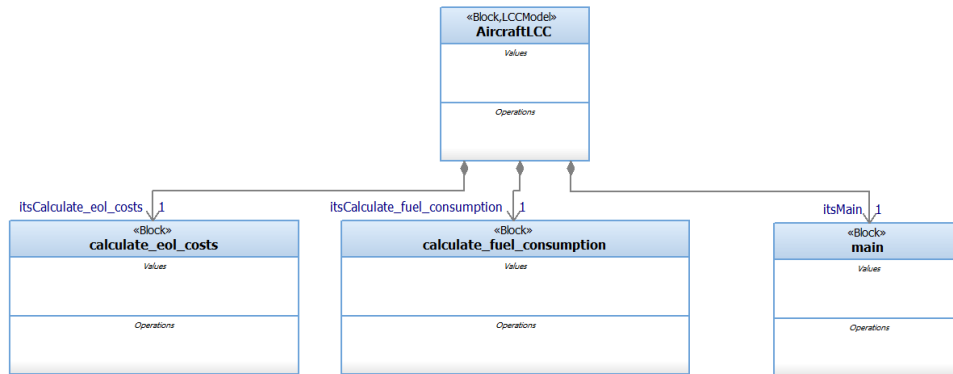 «Block,LCCModel»
AircraftLCC
Values
Operations
itsCalculate_eol_costs 1
itsCalculate_fuel_consumption 1
itsMain 1
«Block»
calculate_eol_costs
Values
Operations
«Block»
calculate_fuel_consumption
Values
Operations
«Block»
main
Values
Operations